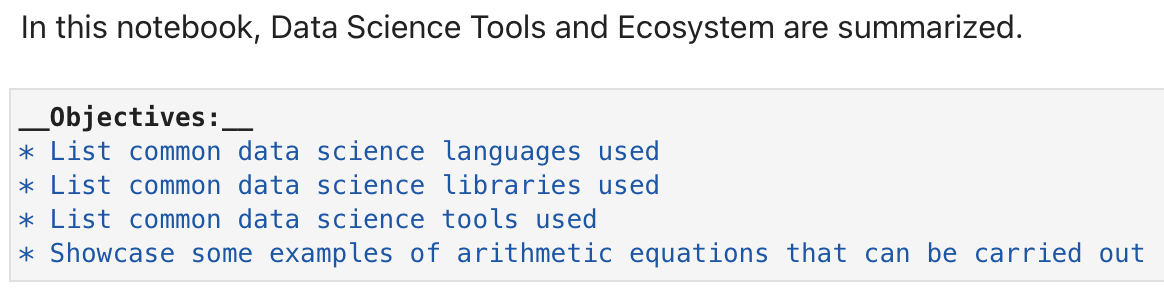 In this notebook, Data Science Tools and Ecosystem are summarized.
__Objectives:__
* List common data science languages used
* List common data science libraries used
* List common data science tools used
* Showcase some examples of arithmetic equations that can be carried out